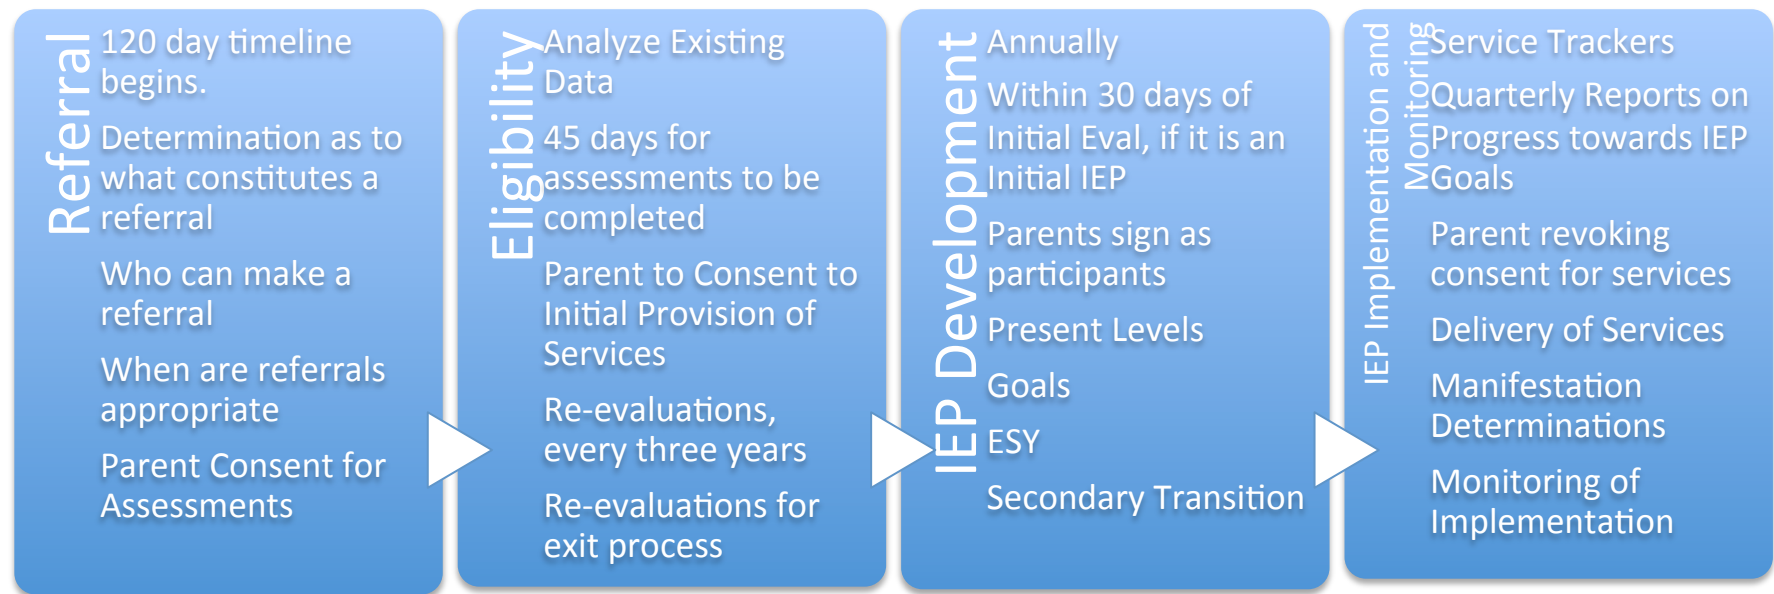 Referral
120 day timeline
begins.
Determination as to
what constitutes a
referral
Who can make a
referral
When are referrals
appropriate
Parent Consent for
Assessments
Eligibility
Analyze Existing
Data
45 days for
assessments to be
completed
Parent to Consent to
Initial Provision of
Services
Re-evaluations,
every three years
Re-evaluations for
exit process
IEP Development
Annually
Within 30 days of
Initial Eval, if it is an
Initial IEP
Parents sign as
participants
Present Levels
Goals
ESY
Secondary Transition
IEP Implementation and
Monitoring
Service Trackers
Quarterly Reports on
Progress towards IEP
Goals
Parent revoking
consent for services
Delivery of Services
Manifestation
Determinations
Monitoring of
Implementation